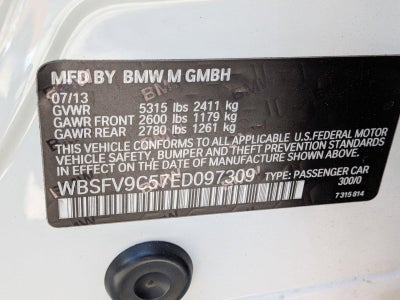 MFD BY BMW M GMBH
07/13
GVWR 5315 lbs 2411 kg
GAWR FRONT 2600 lbs 1179 kg
GAWR REAR 2780 lbs 1261 kg
THIS VEHICLE CONFORMS TO ALL APPLICABLE U.S.FEDERAL MOTOR
VEHICLE SAFETY, BUMPER, AND THEFT PREVENTION STANDARDS
IN EFFECT ON THE DATE OF MANUFACTURE SHOWN ABOVE.
WBSFV9C57ED097309 TYPE: PASSENGER CAR
300/0
7 315 014